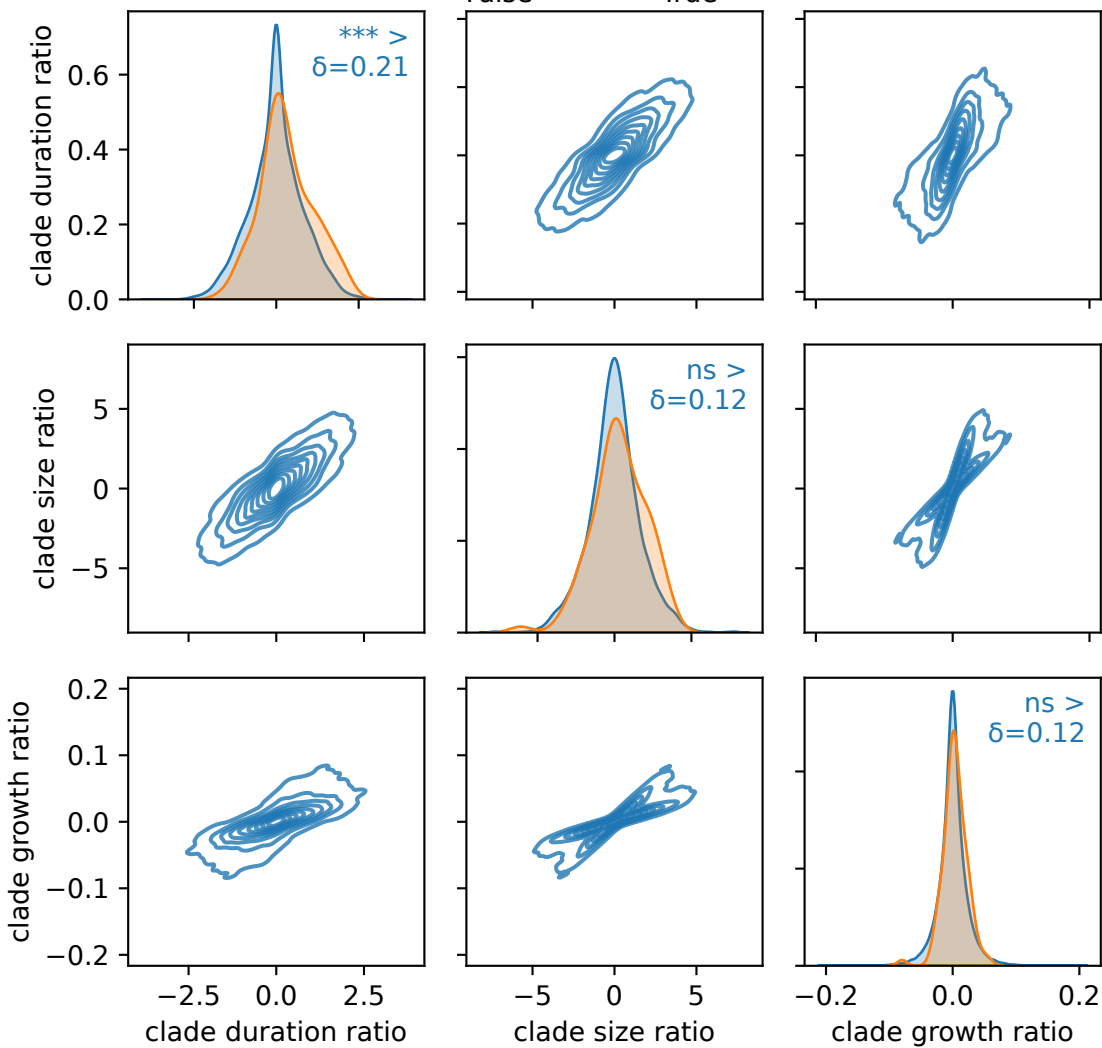 *** >
δ=0.21
clade duration ratio
0.6
0.4
0.2
0.0
ns >
δ=0.12
clade size ratio
5
0
−5
ns >
δ=0.12
clade growth ratio
0.2
0.1
0.0
−0.1
−0.2
−2.5 0.0 2.5
−5 0 5
−0.2 0.0 0.2
clade duration ratio
clade size ratio
clade growth ratio